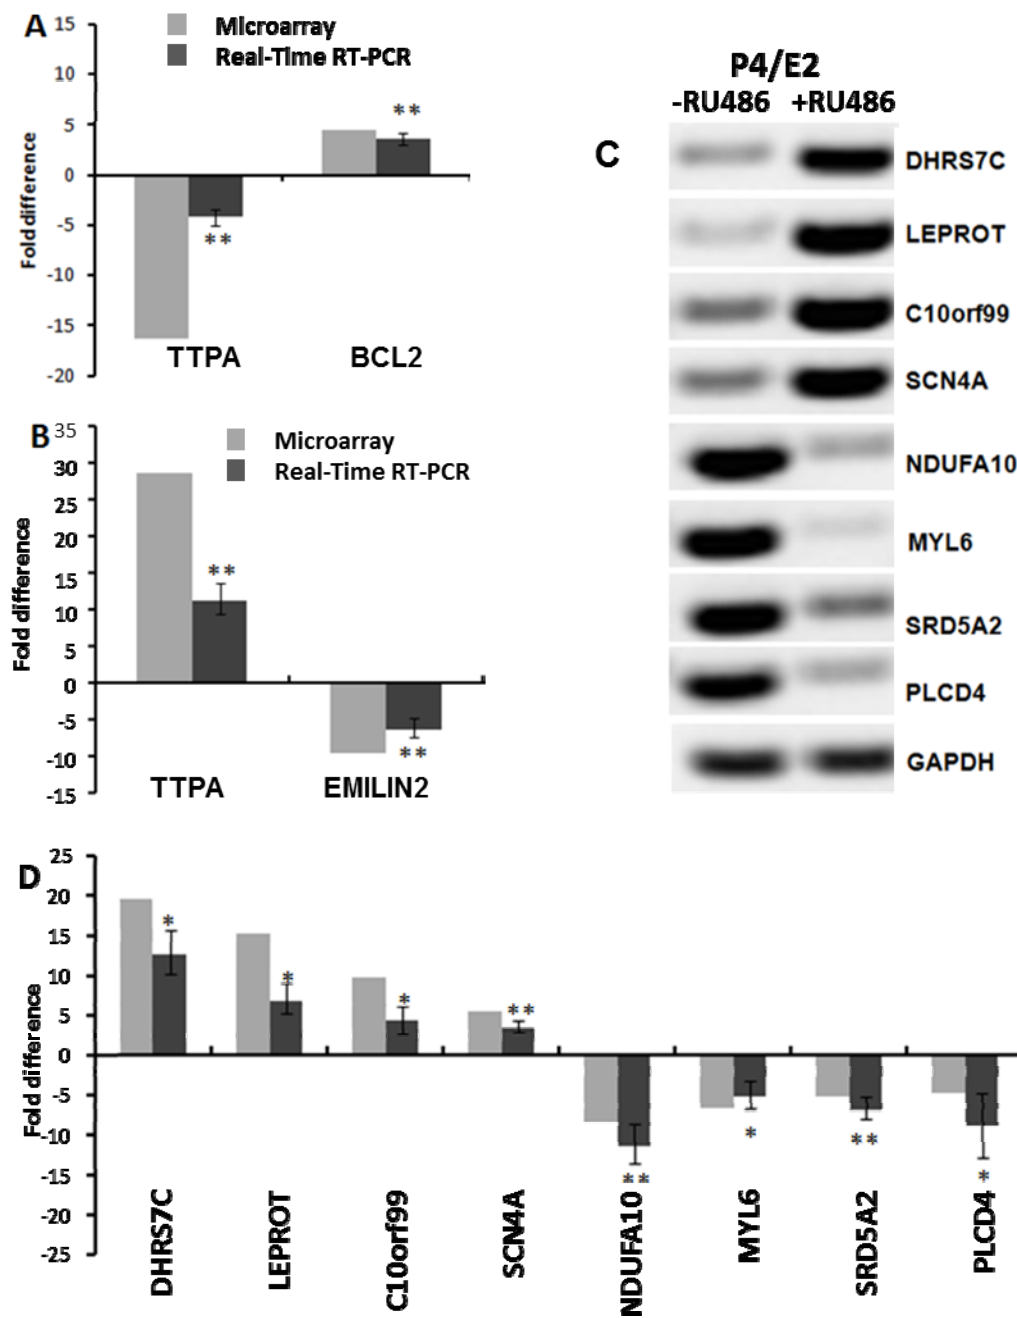 A
15
10
5
0
-5
-10
-15
-20
Fold difference
Microarray
Real-Time RT-PCR
**
**
TTPA
BCL2
B
35
30
25
20
15
10
5
0
-5
-10
-15
Fold difference
Microarray
Real-Time RT-PCR
**
**
TTPA
EMILIN2
C
P4/E2
-RU486 +RU486
DHRS7C
LEPROT
C10orf99
SCN4A
NDUFA10
MYL6
SRD5A2
PLCD4
GAPDH
D
25
20
15
10
5
0
-5
-10
-15
-20
-25
Fold difference
*
*
*
**
**
*
**
*
DHRS7C
LEPROT
C10orf99
SCN4A
NDUFA10
MYL6
SRD5A2
PLCD4